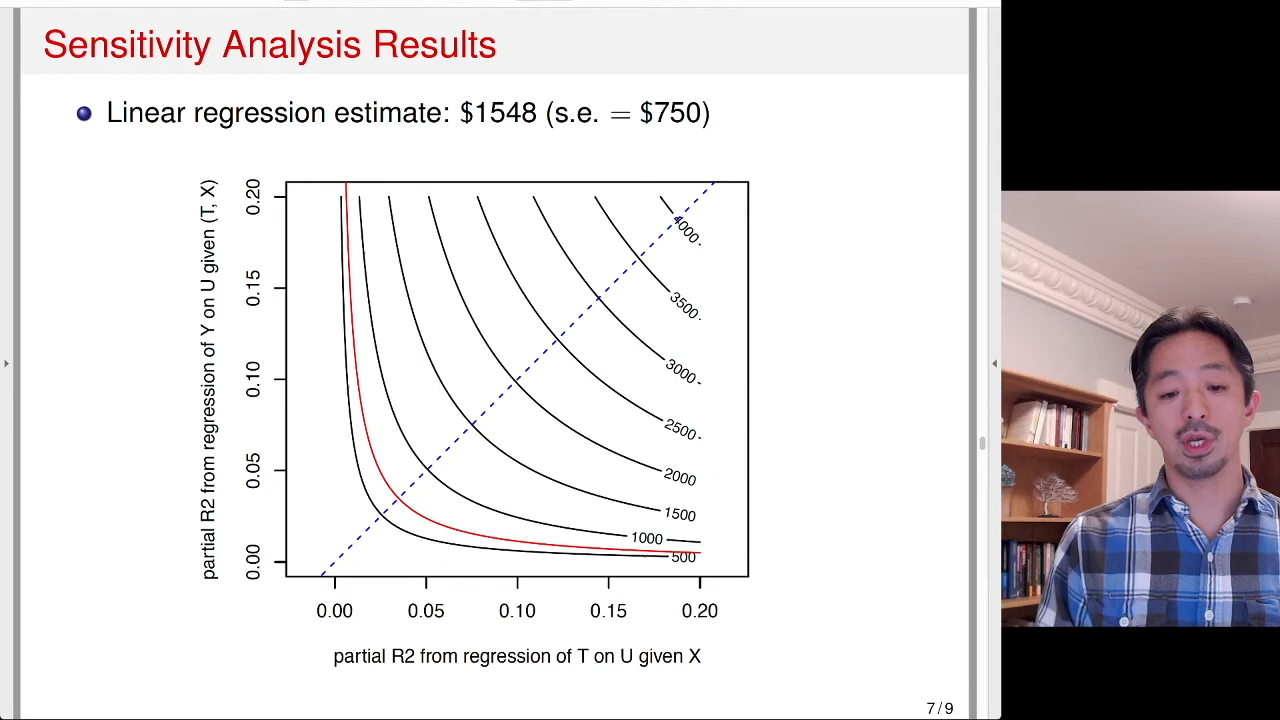 Sensitivity Analysis Results
Linear regression estimate: $1548 (s.e. = $750)
partial R2 from regression of Y on U given (T, X)
0.20
0.15
0.10
0.05
0.00
4000
3500
3000
2500
2000
1500
1000
500
0.00 0.05 0.10 0.15 0.20
partial R2 from regression of T on U given X
7 / 9